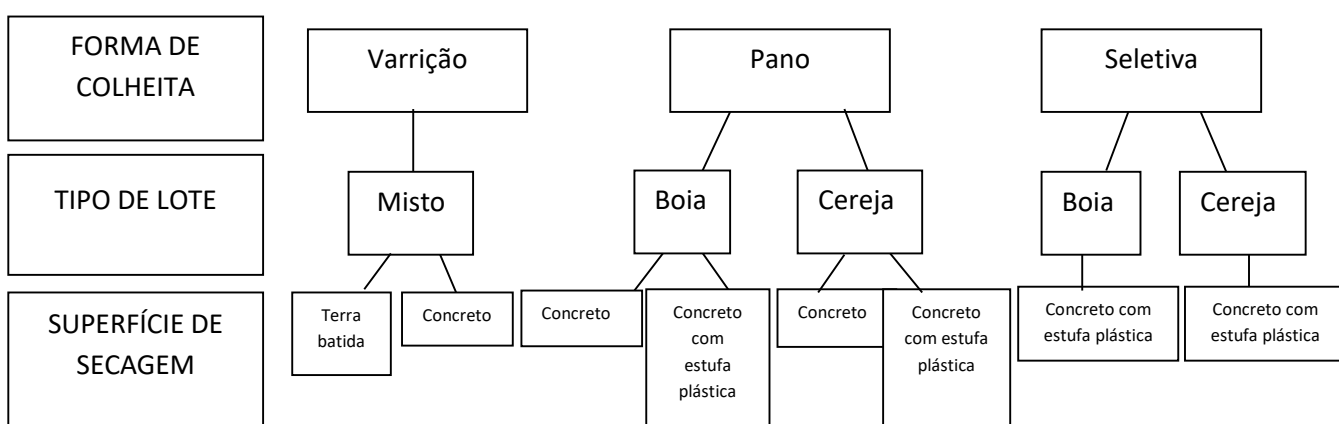 FORMA DE
COLHEITA
Varrição
Pano
Seletiva
TIPO DE LOTE
Misto
Boia
Cereja
Boia
Cereja
SUPERFÍCIE DE
SECAGEM
Terra
batida
Concreto
Concreto
Concreto
com
estufa
plástica
Concreto
Concreto
com estufa
plástica
Concreto com
estufa plástica
Concreto com
estufa plástica